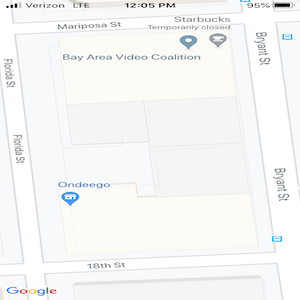 Verizon LTE 12:05 PM 95%
Mariposa St
Starbucks
Temporarily closed
Bay Area Video Coalition
Bryant St
Florida St
Florida St
Bryant St
Ondeego
18th St
Google